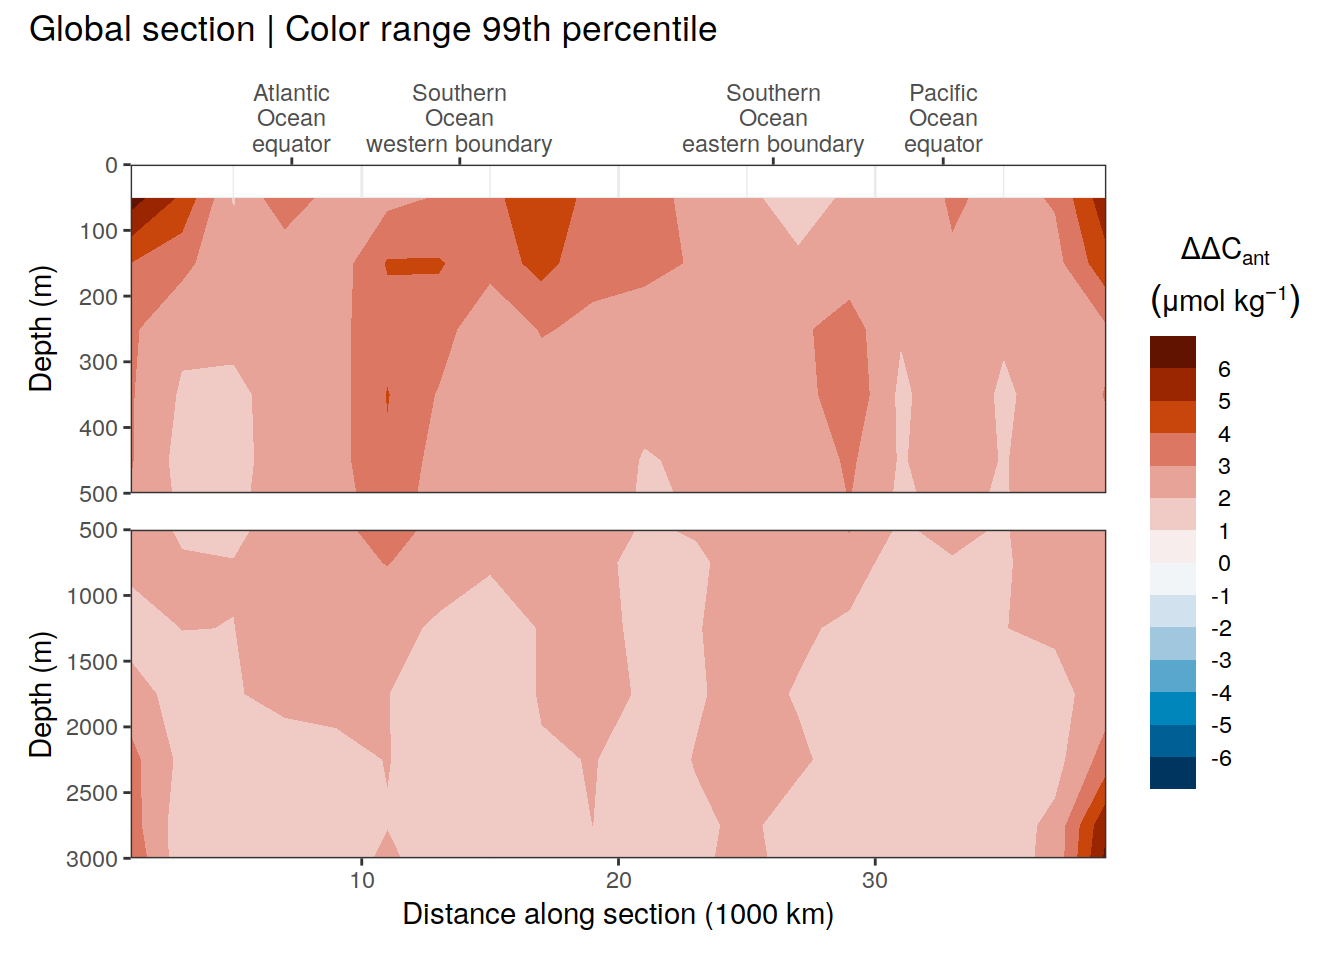 Global section | Color range 99th percentile
Atlantic
Ocean
equator
Southern
Ocean
western boundary
Southern
Ocean
eastern boundary
Pacific
Ocean
equator
0
100
200
300
400
500
Depth (m)
500
1000
1500
2000
2500
3000
Depth (m)
10
20
30
Distance along section (1000 km)
ΔΔCant
(μmol kg⁻¹)
6
5
4
3
2
1
0
-1
-2
-3
-4
-5
-6